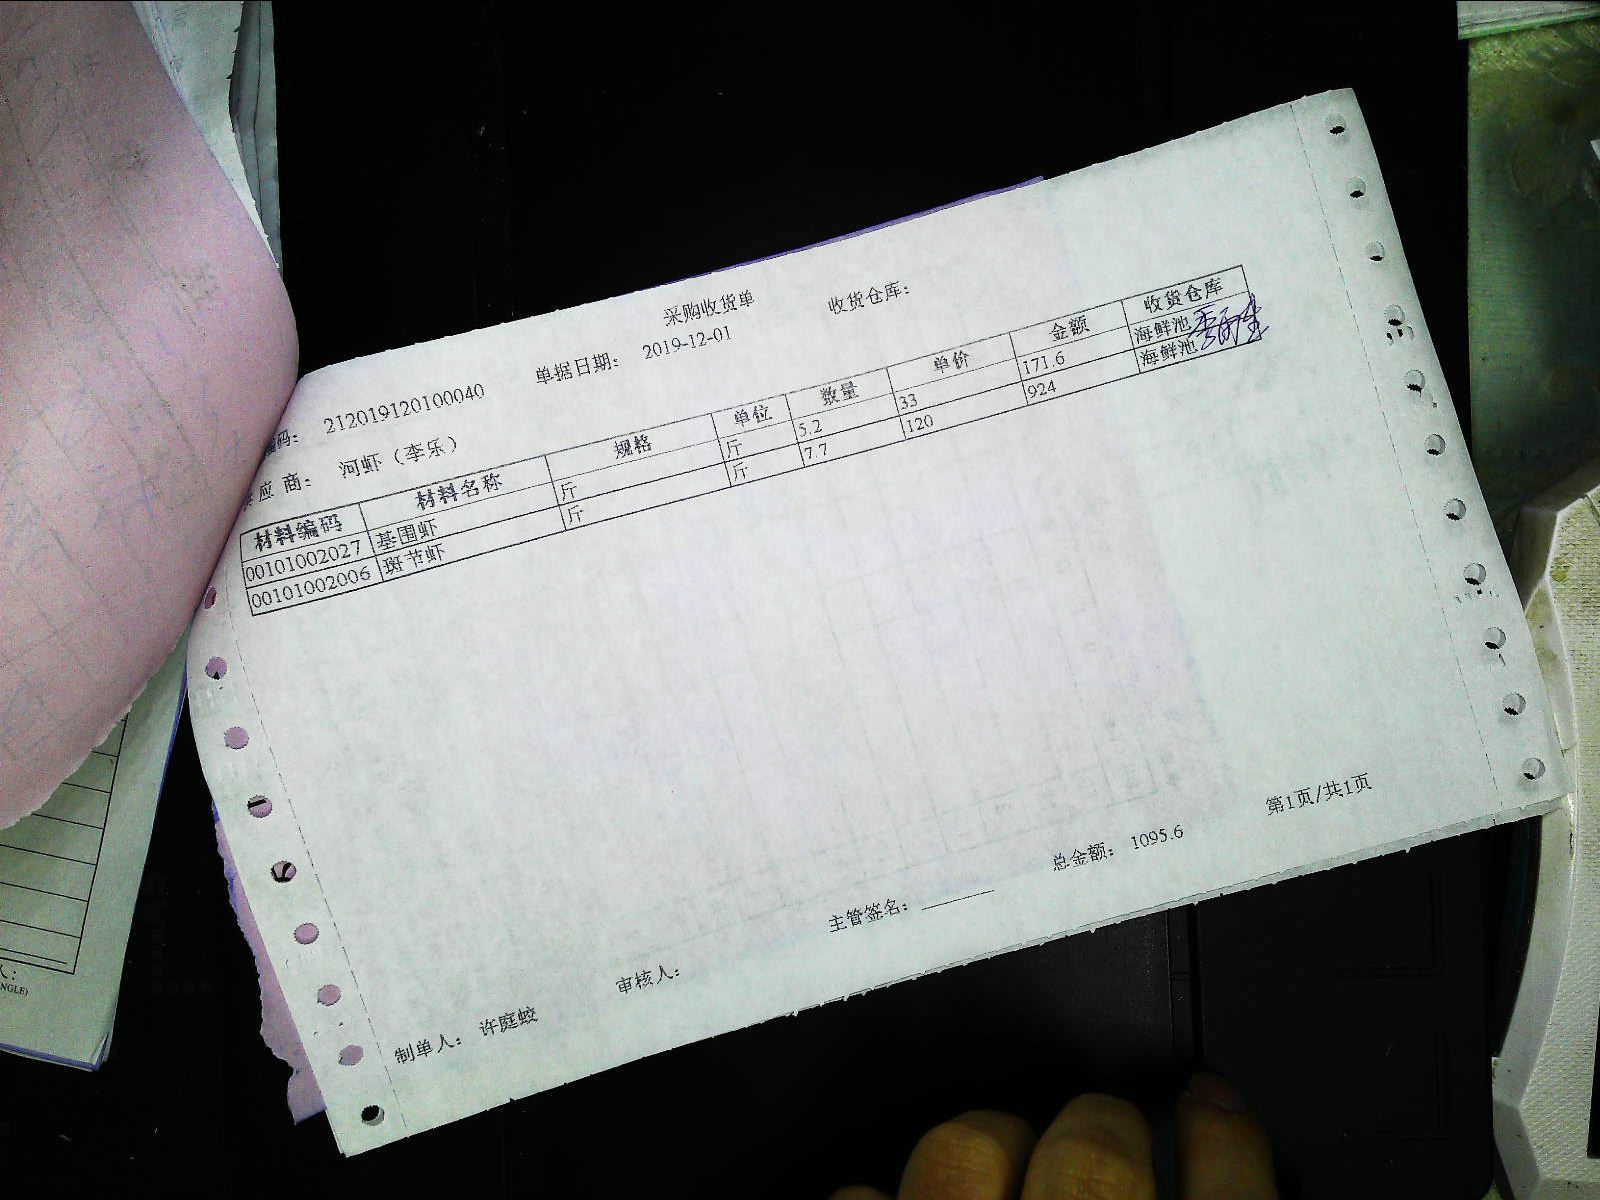 采购收货单
收货仓库：
码： 212019120100040 单据日期： 2019-12-01
应 商： 河虾（李乐）
材料编码 材料名称 规格 单位 数量 单价 金额 收货仓库
00101002027 基围虾 斤 斤 5.2 33 171.6 海鲜池
00101002006 斑节虾 斤 斤 7.7 120 924 海鲜池
制单人： 许庭蛟 审核人： 主管签名： 总金额： 1095.6 第1页/共1页
人：
NGLE)